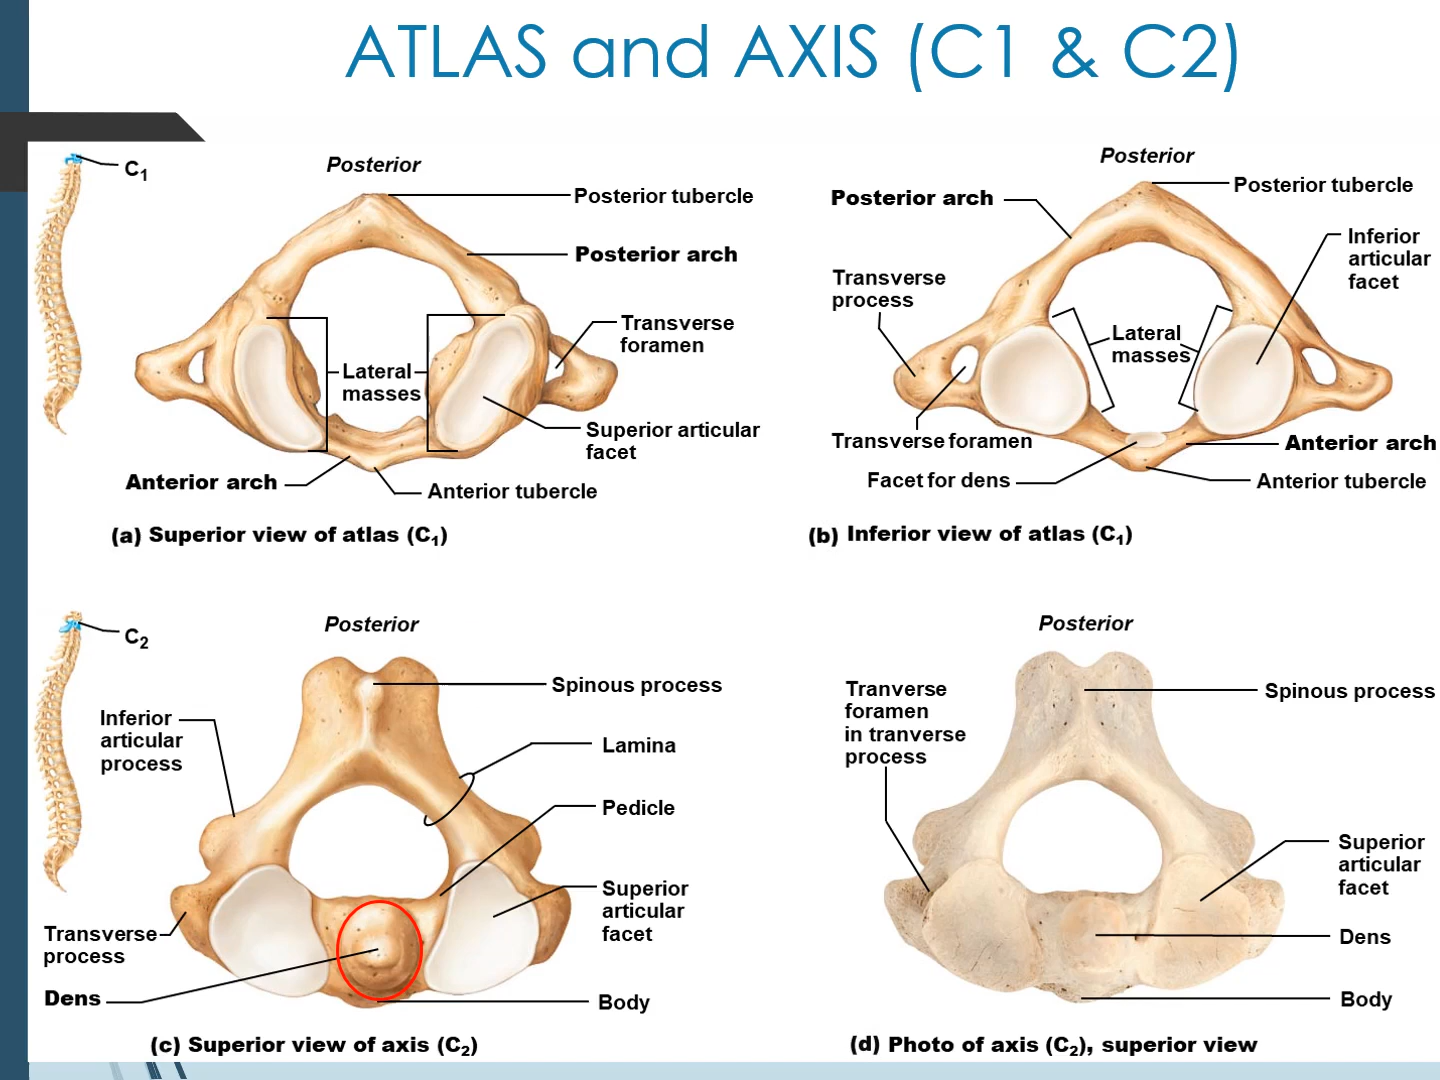 ATLAS and AXIS (C1 & C2)
C1
Posterior
Posterior tubercle
Posterior arch
Transverse
foramen
Lateral
masses
Superior articular
facet
Anterior arch
Anterior tubercle
(a) Superior view of atlas (C1)
Posterior
Posterior arch
Posterior tubercle
Inferior
articular
facet
Transverse
process
Lateral
masses
Transverse foramen
Anterior arch
Facet for dens
Anterior tubercle
(b) Inferior view of atlas (C1)
C2
Posterior
Spinous process
Inferior
articular
process
Lamina
Pedicle
Superior
articular
facet
Transverse
process
Dens
Body
(c) Superior view of axis (C2)
Posterior
Tranverse
foramen
in tranverse
process
Spinous process
Superior
articular
facet
Dens
Body
(d) Photo of axis (C2), superior view